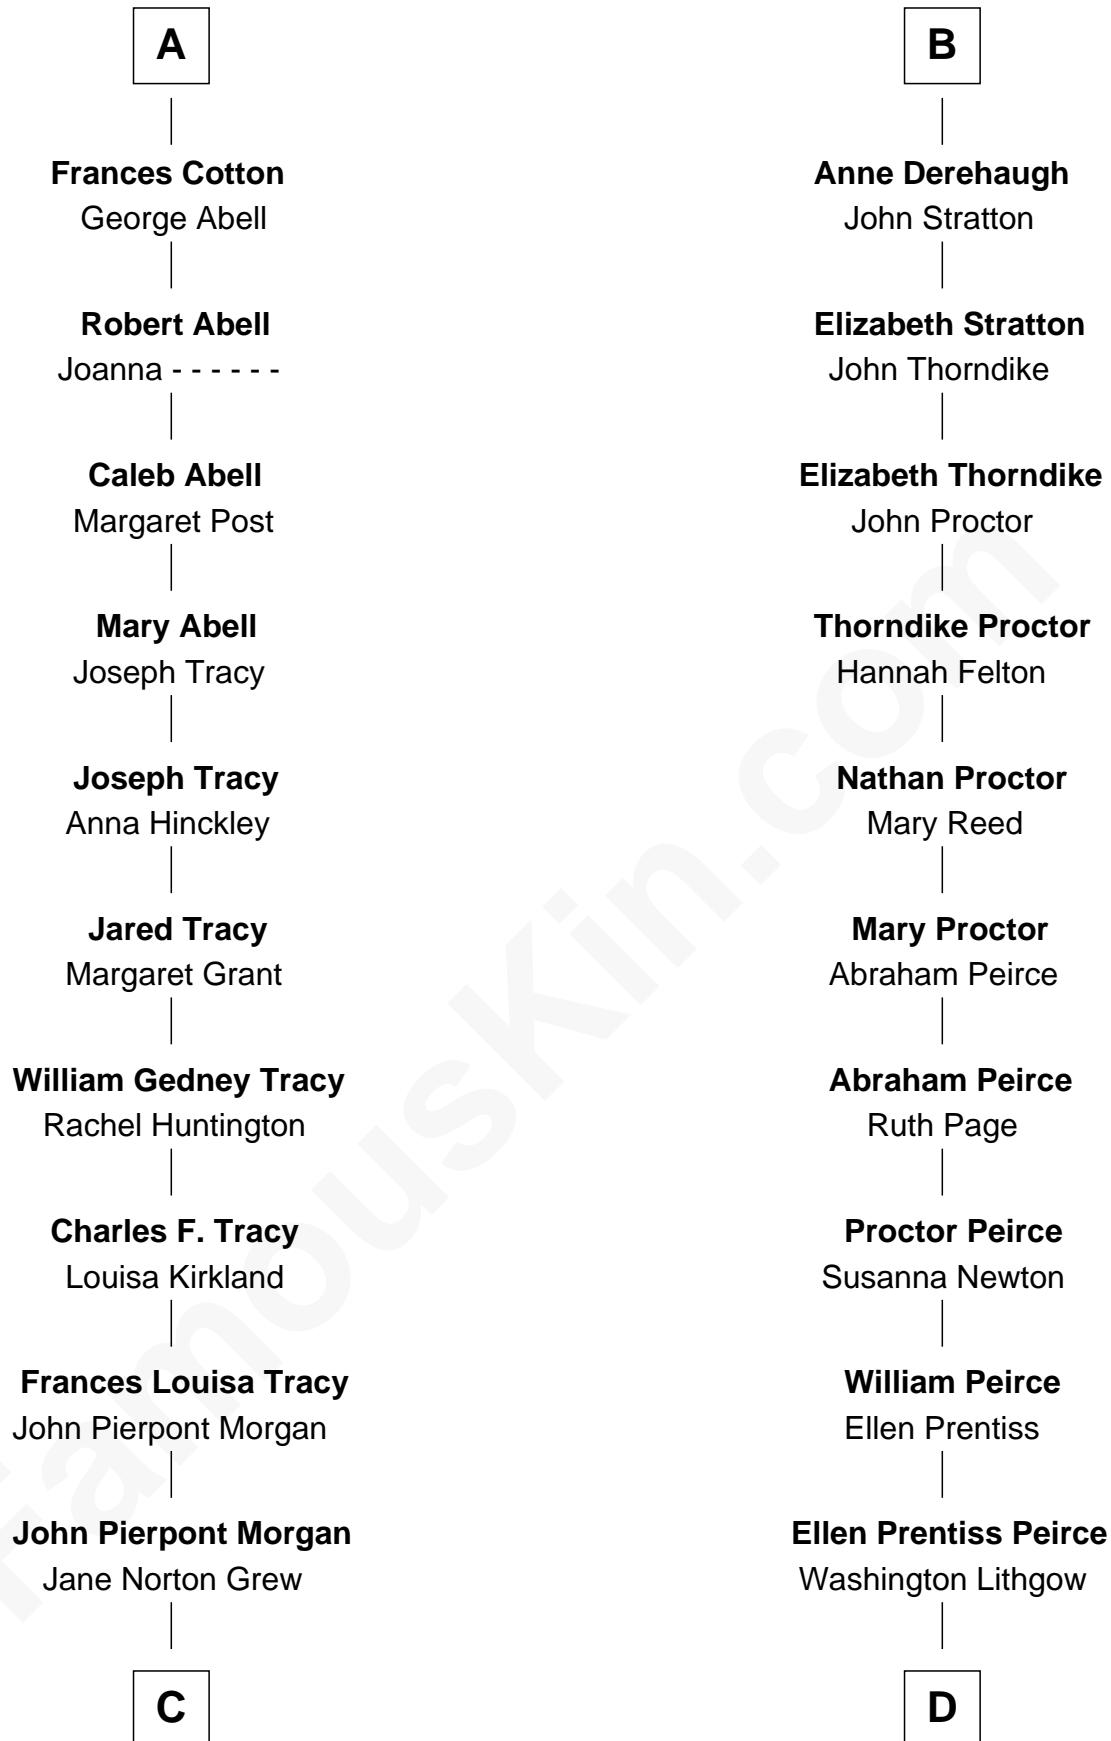 A
Frances Cotton
George Abell
Robert Abell
Joanna - - - - - -
Caleb Abell
Margaret Post
Mary Abell
Joseph Tracy
Joseph Tracy
Anna Hinckley
Jared Tracy
Margaret Grant
William Gedney Tracy
Rachel Huntington
Charles F. Tracy
Louisa Kirkland
Frances Louisa Tracy
John Pierpont Morgan
John Pierpont Morgan
Jane Norton Grew
C
B
Anne Derehaugh
John Stratton
Elizabeth Stratton
John Thorndike
Elizabeth Thorndike
John Proctor
Thorndike Proctor
Hannah Felton
Nathan Proctor
Mary Reed
Mary Proctor
Abraham Peirce
Abraham Peirce
Ruth Page
Proctor Peirce
Susanna Newton
William Peirce
Ellen Prentiss
Ellen Prentiss Peirce
Washington Lithgow
D
FamousKin.com